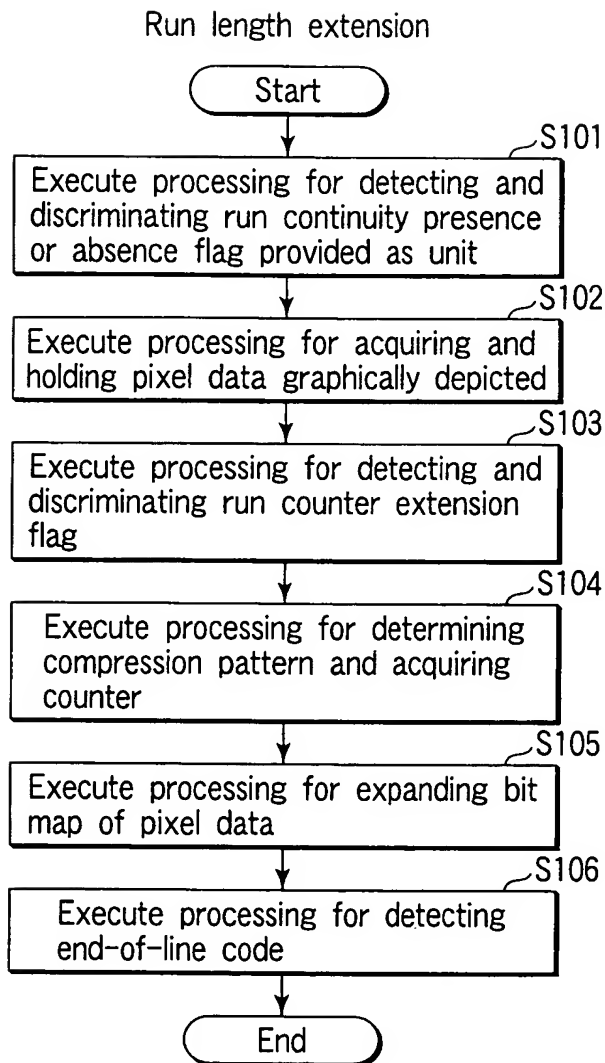 Run length extension
Start
S101
Execute processing for detecting and
discriminating run continuity presence
or absence flag provided as unit
S102
Execute processing for acquiring and
holding pixel data graphically depicted
S103
Execute processing for detecting and
discriminating run counter extension
flag
S104
Execute processing for determining
compression pattern and acquiring
counter
S105
Execute processing for expanding bit
map of pixel data
S106
Execute processing for detecting
end-of-line code
End